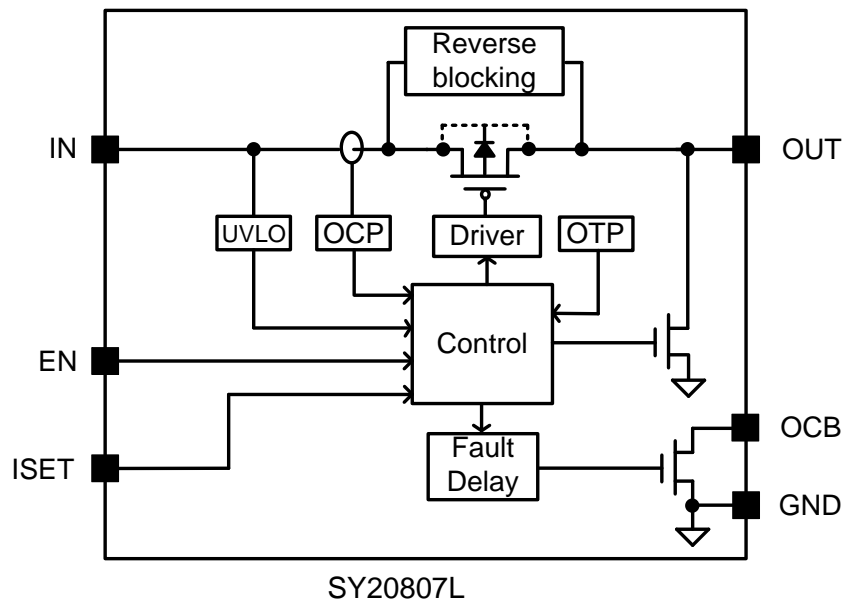 Reverse
blocking
IN
OUT
UVLO
OCP
Driver
OTP
Control
EN
OCB
ISET
Fault
Delay
GND
SY20807L